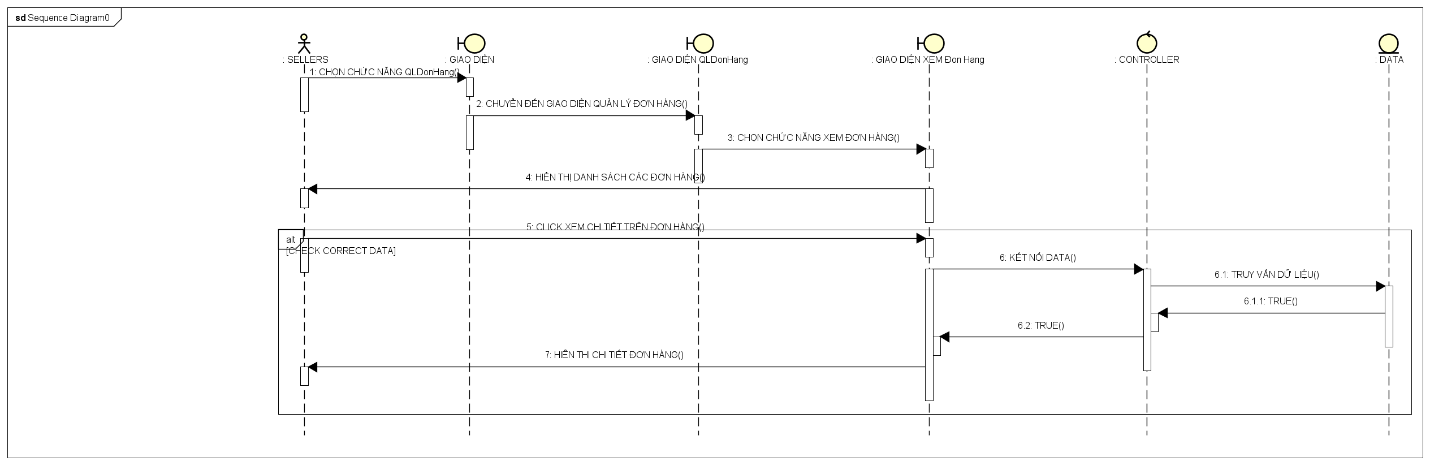 sd Sequence Diagram0
: SELLERS
: GIAO DIỆN
: GIAO DIỆN QLDonHang
: GIAO DIỆN XEM Đơn Hang
: CONTROLLER
: DATA
1: CHỌN CHỨC NĂNG QLDonHang()
2: CHUYỂN ĐẾN GIAO DIỆN QUẢN LÝ ĐƠN HÀNG()
3: CHỌN CHỨC NĂNG XEM ĐƠN HÀNG()
4: HIỂN THỊ DANH SÁCH CÁC ĐƠN HÀNG()
5: CLICK XEM CHI TIẾT TRÊN ĐƠN HÀNG()
alt
[CHECK CORRECT DATA]
6: KẾT NỐI DATA()
6.1: TRUY VẤN DỮ LIỆU()
6.1.1: TRUE()
6.2: TRUE()
7: HIỂN THỊ CHI TIẾT ĐƠN HÀNG()